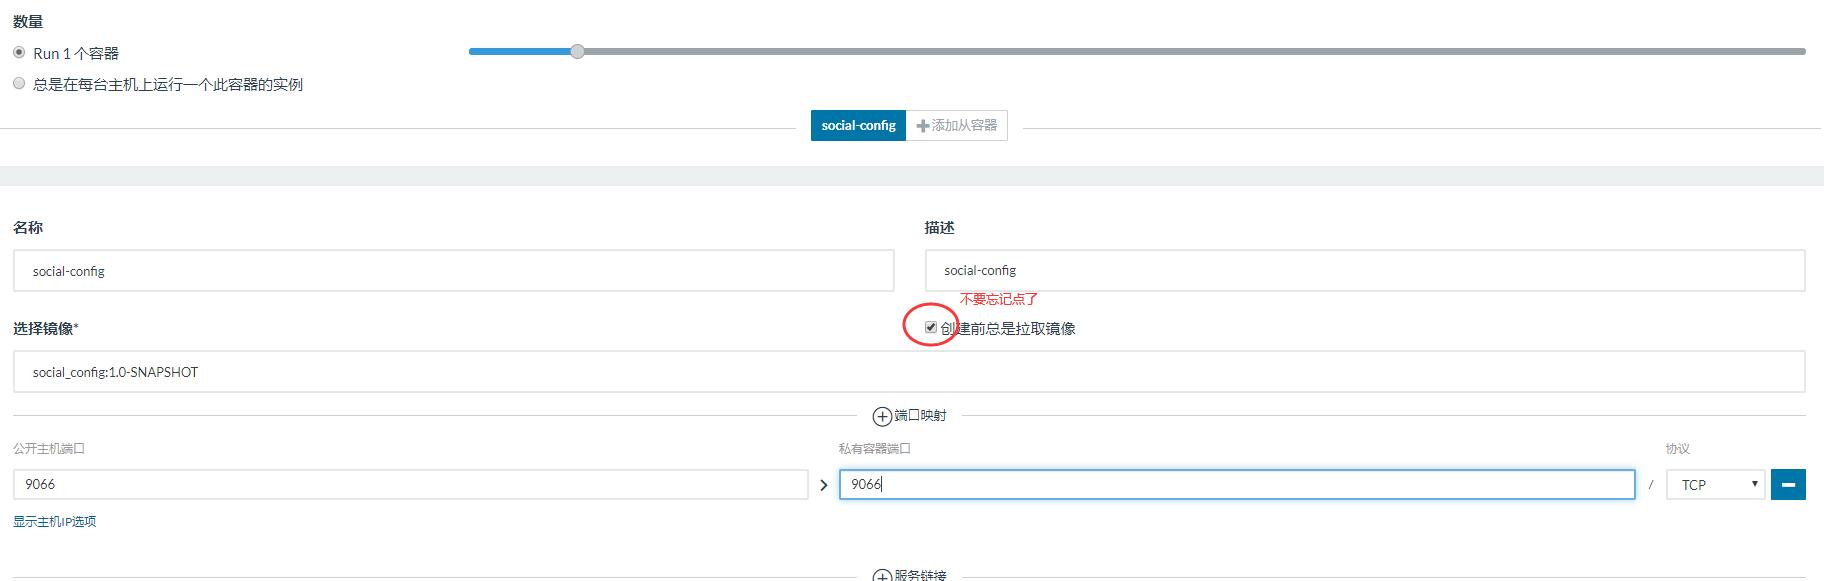 数量
Run 1 个容器
总是在每台主机上运行一个此容器的实例
social-config 添加从容器
名称 描述
social-config social-config
不要忘记点了
选择镜像* 创建前总是拉取镜像
social_config:1.0-SNAPSHOT
端口映射
公开主机端口 私有容器端口 协议
9066 > 9066 / TCP
显示主机IP选项
服务链接